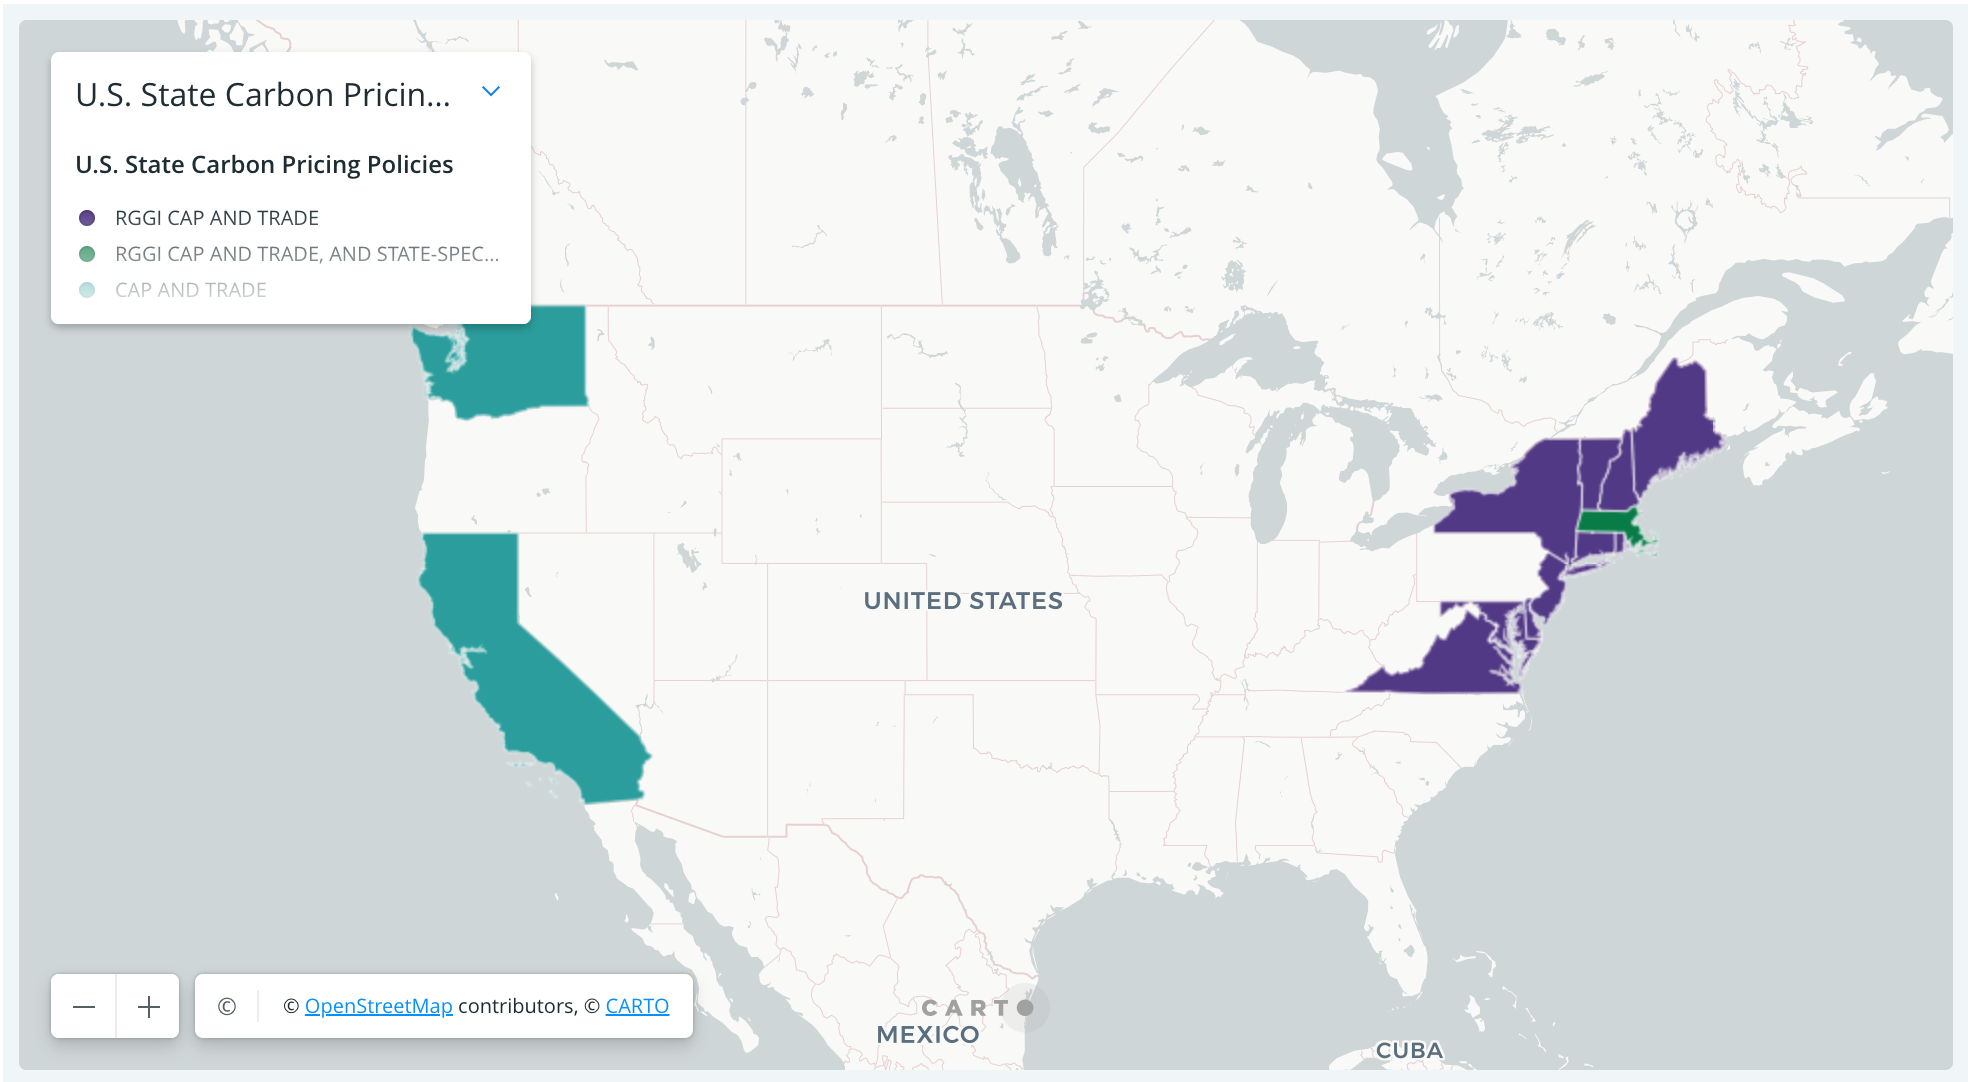 U.S. State Carbon Pricin...
U.S. State Carbon Pricing Policies
RGGI CAP AND TRADE
RGGI CAP AND TRADE, AND STATE-SPEC...
CAP AND TRADE
UNITED STATES
© © OpenStreetMap contributors, © CARTO
CARTO
MEXICO
CUBA